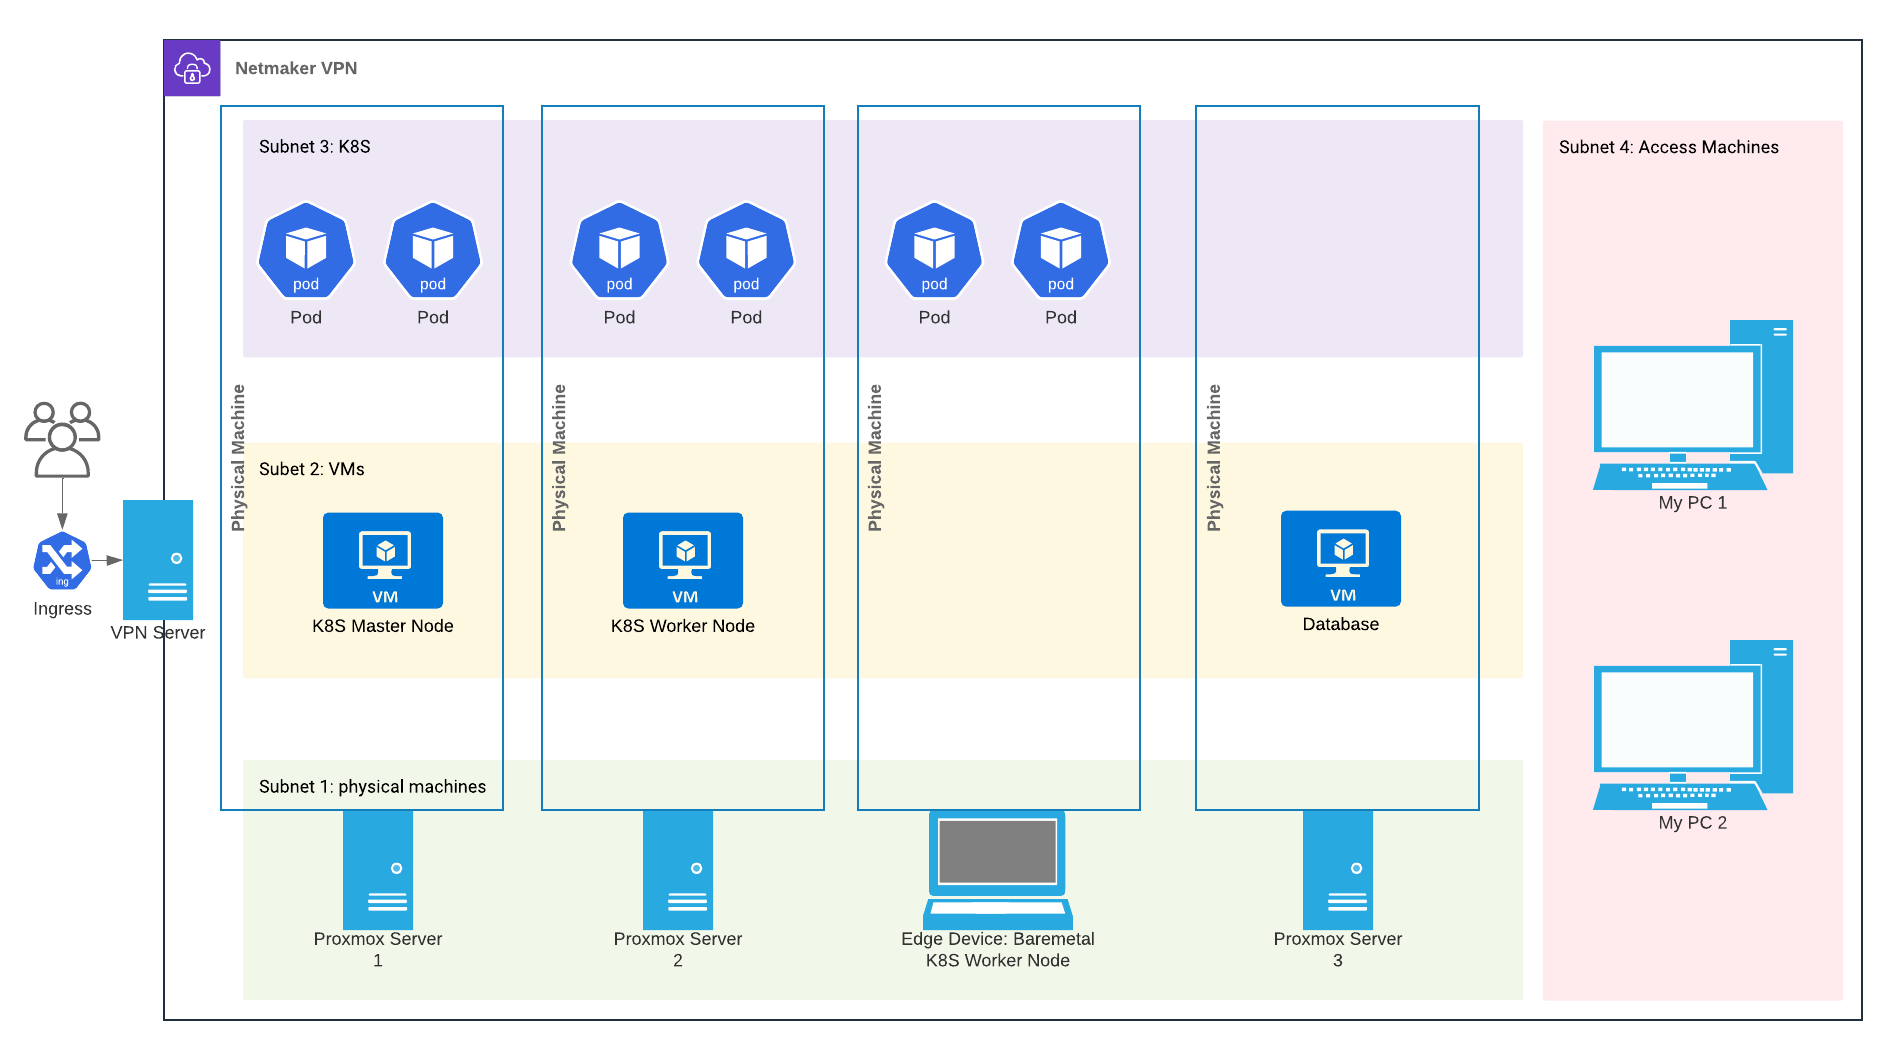 Netmaker VPN
Subnet 3: K8S
Subnet 4: Access Machines
pod
pod
pod
pod
pod
pod
Pod
Pod
Pod
Pod
Pod
Pod
Physical Machine
Physical Machine
Physical Machine
Physical Machine
Subet 2: VMs
My PC 1
VM
VM
VM
ing
Ingress
VPN Server
K8S Master Node
K8S Worker Node
Database
Subnet 1: physical machines
My PC 2
Proxmox Server
1
Proxmox Server
2
Edge Device: Baremetal
K8S Worker Node
Proxmox Server
3